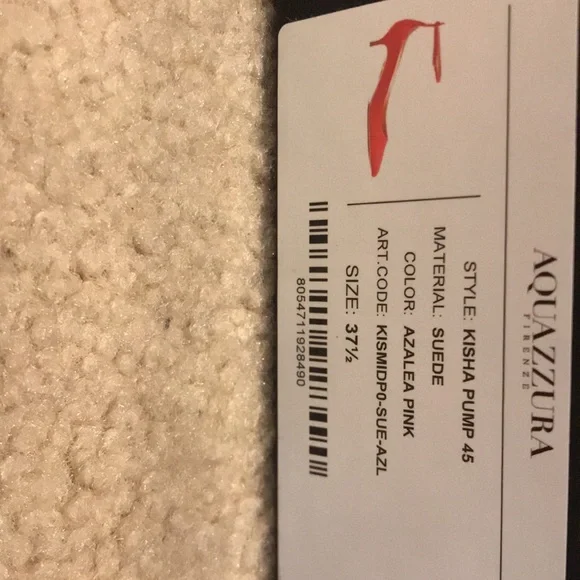 AQUAZZURA
FIRENZE
STYLE: KISHA PUMP 45
MATERIAL: SUEDE
COLOR: AZALEA PINK
ART.CODE: KISMIDP0-SUE-AZL
SIZE: 37½
8054711928490